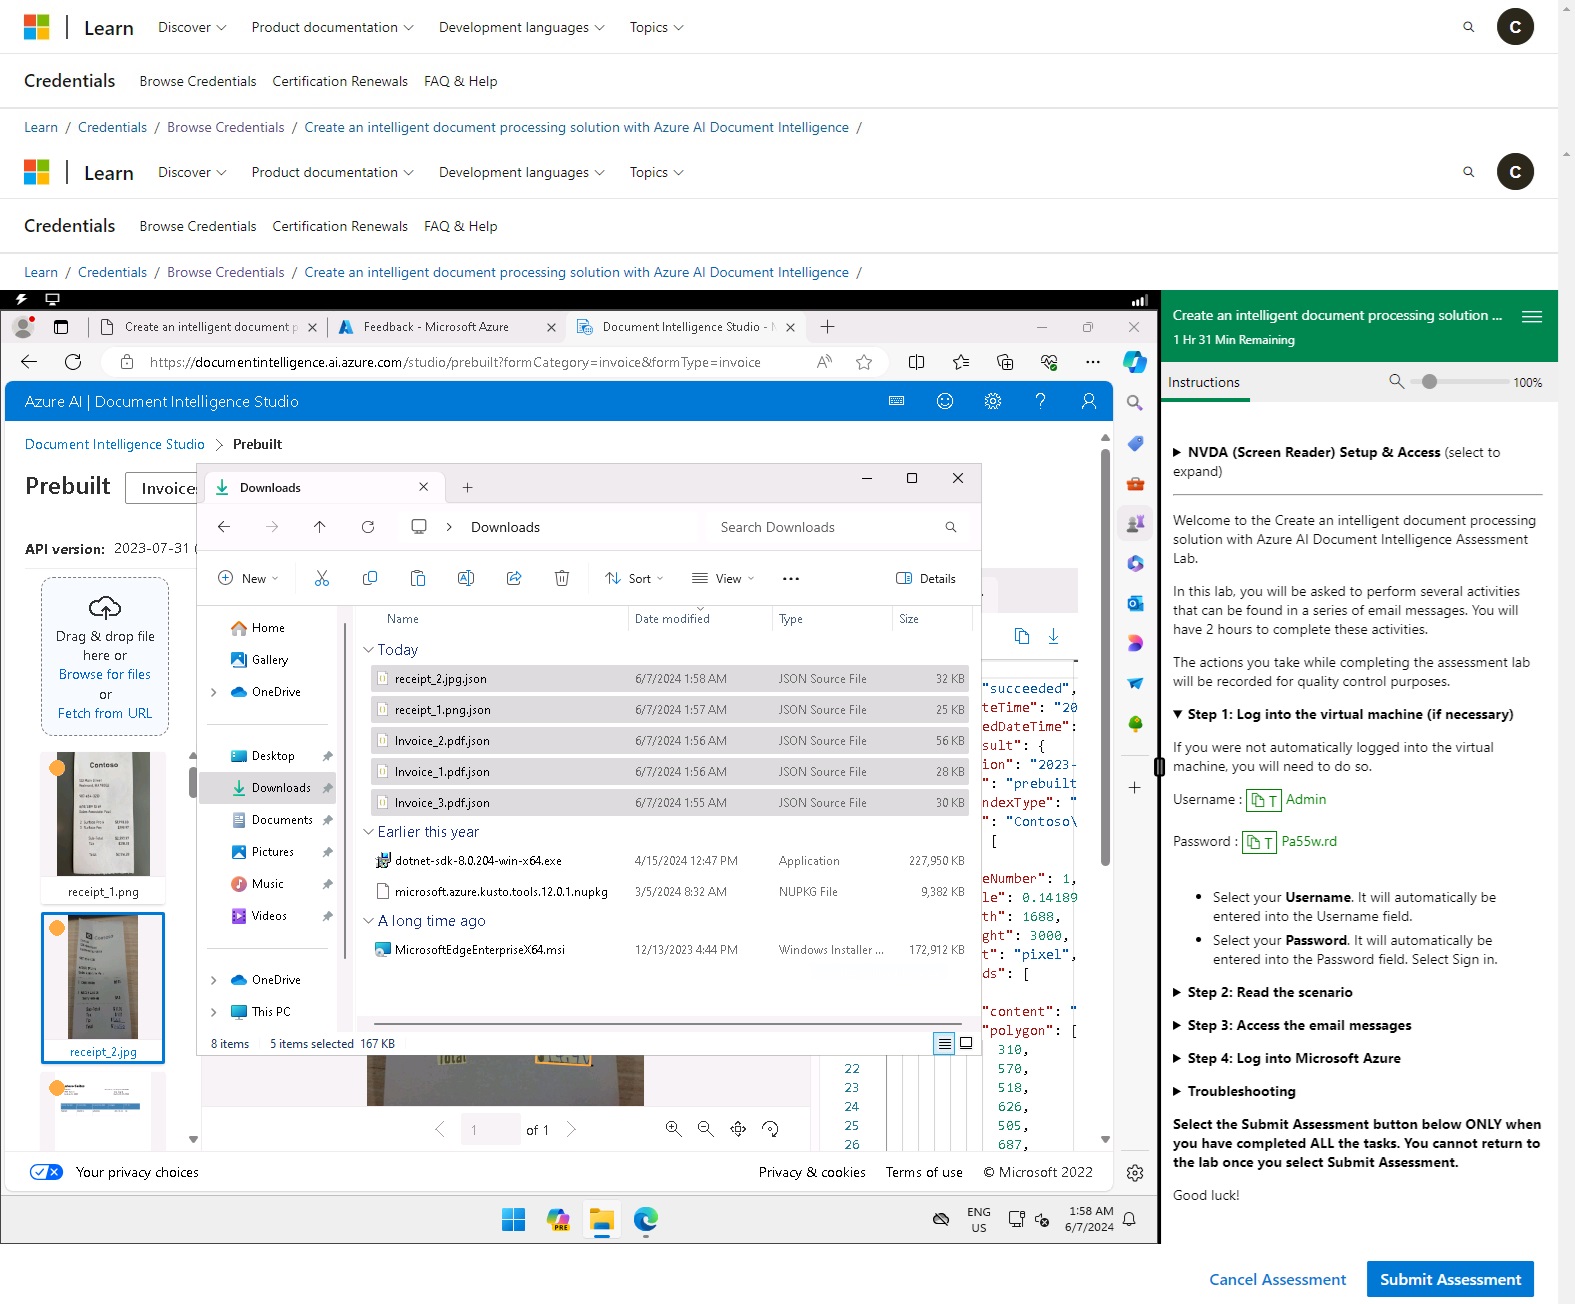 Learn Discover Product documentation Development languages Topics C
Credentials Browse Credentials Certification Renewals FAQ & Help
Learn / Credentials / Browse Credentials / Create an intelligent document processing solution with Azure AI Document Intelligence /
Learn Discover Product documentation Development languages Topics C
Credentials Browse Credentials Certification Renewals FAQ & Help
Learn / Credentials / Browse Credentials / Create an intelligent document processing solution with Azure AI Document Intelligence /
Create an intelligent document p Feedback - Microsoft Azure Document Intelligence Studio -
https://documentintelligence.ai.azure.com/studio/prebuilt?formCategory=invoice&formType=invoice
Azure AI | Document Intelligence Studio
Document Intelligence Studio > Prebuilt
Prebuilt Invoices
API version: 2023-07-31
Drag & drop file
here or
Browse for files
or
Fetch from URL
Contoso
receipt_1.png
receipt_2.jpg
Downloads
Downloads Search Downloads
New Sort View Details
Home
Gallery
OneDrive
Desktop
Downloads
Documents
Pictures
Music
Videos
OneDrive
This PC
Name Date modified Type Size
Today
receipt_2.jpg.json 6/7/2024 1:58 AM JSON Source File 32 KB
receipt_1.png.json 6/7/2024 1:57 AM JSON Source File 25 KB
Invoice_2.pdf.json 6/7/2024 1:56 AM JSON Source File 56 KB
Invoice_1.pdf.json 6/7/2024 1:56 AM JSON Source File 28 KB
Invoice_3.pdf.json 6/7/2024 1:55 AM JSON Source File 30 KB
Earlier this year
dotnet-sdk-8.0.204-win-x64.exe 4/15/2024 12:47 PM Application 227,950 KB
microsoft.azure.kusto.tools.12.0.1.nupkg 3/5/2024 8:32 AM NUPKG File 9,382 KB
A long time ago
MicrosoftEdgeEnterpriseX64.msi 12/13/2023 4:44 PM Windows Installer ... 172,912 KB
8 items 5 items selected 167 KB
"succeeded",
teTime": "20
edDateTime":
sult": {
ion": "2023-
": "prebuilt
ndexType": "
": "Contoso\
[
eNumber": 1,
le": 0.14189
th": 1688,
ght": 3000,
t": "pixel",
ds": [
"content": "
"polygon": [
310,
22 570,
23 518,
24 626,
25 505,
26 687,
Total
1 of 1
Your privacy choices Privacy & cookies Terms of use © Microsoft 2022
PRE
ENG
US
1:58 AM
6/7/2024
Create an intelligent document processing solution ...
1 Hr 31 Min Remaining
Instructions 100%
NVDA (Screen Reader) Setup & Access (select to
expand)
Welcome to the Create an intelligent document processing
solution with Azure AI Document Intelligence Assessment
Lab.
In this lab, you will be asked to perform several activities
that can be found in a series of email messages. You will
have 2 hours to complete these activities.
The actions you take while completing the assessment lab
will be recorded for quality control purposes.
Step 1: Log into the virtual machine (if necessary)
If you were not automatically logged into the virtual
machine, you will need to do so.
Username : T Admin
Password : T Pa55w.rd
• Select your Username. It will automatically be
entered into the Username field.
• Select your Password. It will automatically be
entered into the Password field. Select Sign in.
Step 2: Read the scenario
Step 3: Access the email messages
Step 4: Log into Microsoft Azure
Troubleshooting
Select the Submit Assessment button below ONLY when
you have completed ALL the tasks. You cannot return to
the lab once you select Submit Assessment.
Good luck!
Cancel Assessment Submit Assessment